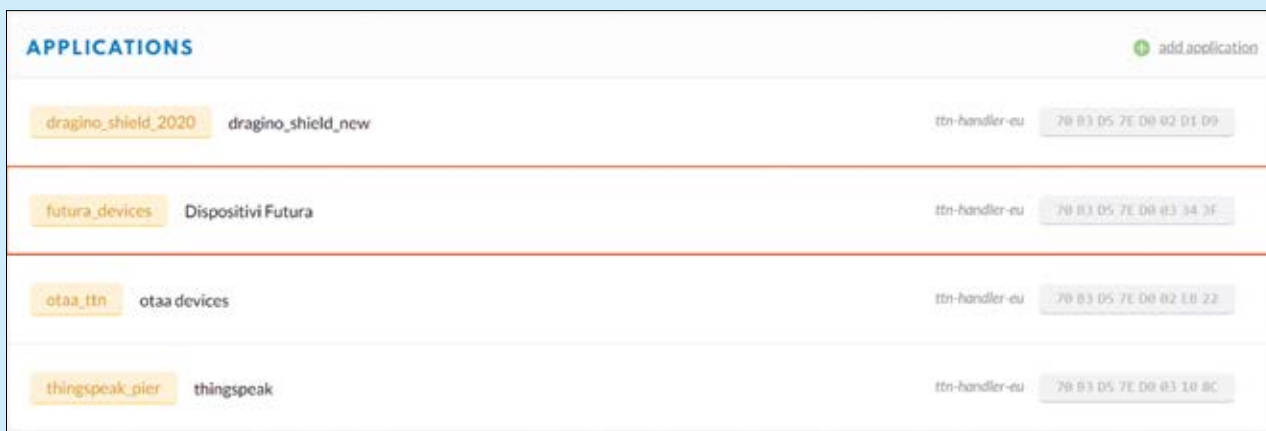 APPLICATIONS
add application
dragino_shield_2020 dragino_shield_new ttn-handler-eu 70 B3 D5 7E D0 02 D1 D9
futura_devices Dispositivi Futura ttn-handler-eu 70 B3 D5 7E D0 03 34 3F
otaa_ttn otaa devices ttn-handler-eu 70 B3 D5 7E D0 02 EB 22
thingspeak_pier thingspeak ttn-handler-eu 70 B3 D5 7E D0 03 10 8C